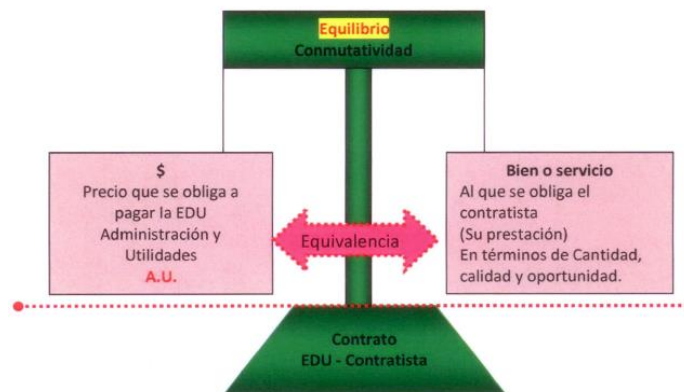 Equilibrio
Conmutatividad
$
Precio que se obliga a
pagar la EDU
Administración y
Utilidades
A.U.
Equivalencia
Bien o servicio
Al que se obliga el
contratista
(Su prestación)
En términos de Cantidad,
calidad y oportunidad.
Contrato
EDU - Contratista